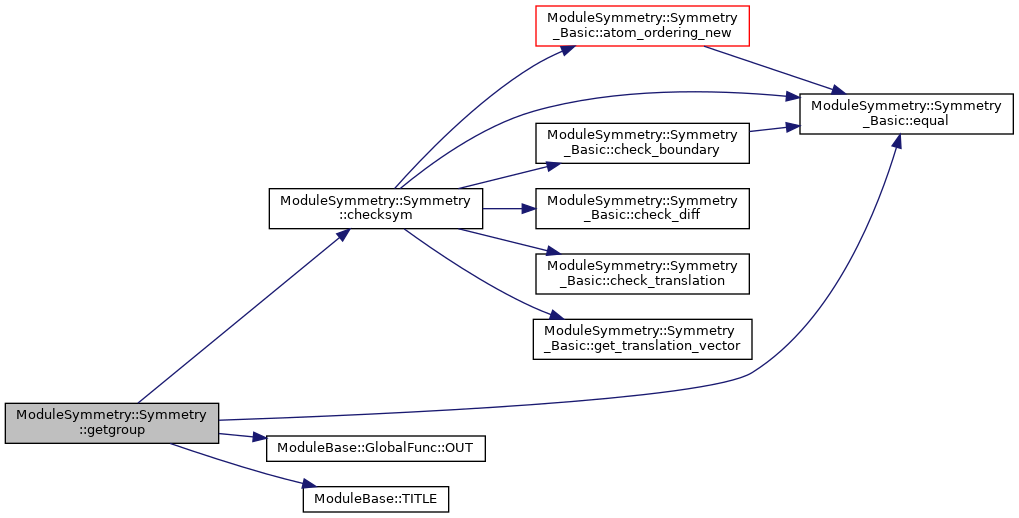 ModuleSymmetry::Symmetry
_Basic::atom_ordering_new
ModuleSymmetry::Symmetry
_Basic::equal
ModuleSymmetry::Symmetry
_Basic::check_boundary
ModuleSymmetry::Symmetry
::checksym
ModuleSymmetry::Symmetry
_Basic::check_diff
ModuleSymmetry::Symmetry
_Basic::check_translation
ModuleSymmetry::Symmetry
_Basic::get_translation_vector
ModuleSymmetry::Symmetry
::getgroup
ModuleBase::GlobalFunc::OUT
ModuleBase::TITLE